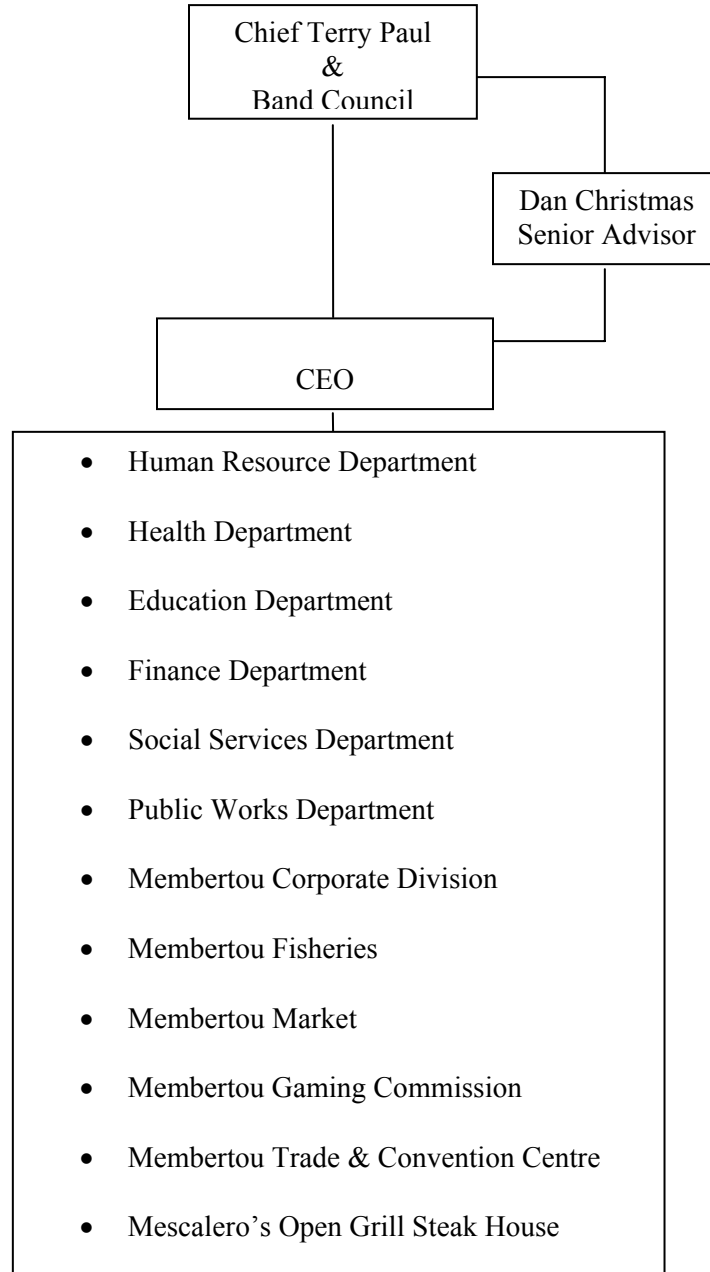 Chief Terry Paul
&
Band Council
Dan Christmas
Senior Advisor
CEO
• Human Resource Department
• Health Department
• Education Department
• Finance Department
• Social Services Department
• Public Works Department
• Membertou Corporate Division
• Membertou Fisheries
• Membertou Market
• Membertou Gaming Commission
• Membertou Trade & Convention Centre
• Mescalero’s Open Grill Steak House